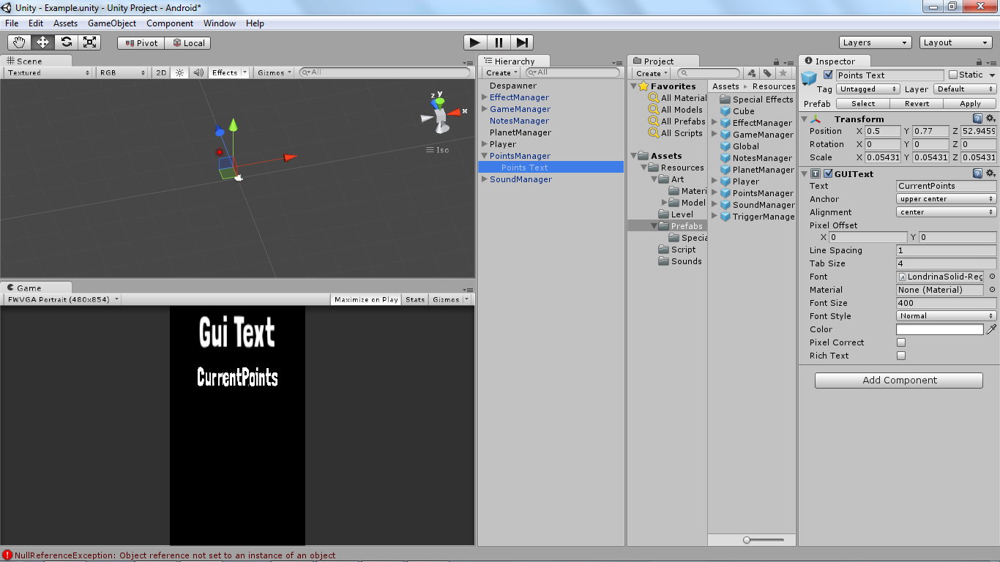 Unity - Example.unity - Unity Project - Android*
File Edit Assets GameObject Component Window Help
Pivot Local Layers Layout
Scene
Textured RGB 2D Effects Gizmos All
z y x
Iso
Game
FWVGA Portrait (480x854) Maximize on Play Stats Gizmos
Gui Text
CurrentPoints
Hierarchy
Create All
Despawner
EffectManager
GameManager
NotesManager
PlanetManager
Player
PointsManager
Points Text
SoundManager
Project
Create
Favorites
All Material
All Models
All Prefabs
All Scripts
Assets
Resources
Art
Materi
Model
Level
Prefabs
Specia
Script
Sounds
Assets Resources
Special Effects
Cube
EffectManager
GameManager
Global
NotesManager
PlanetManager
Player
PointsManager
SoundManager
TriggerManage
Inspector
Points Text Static
Tag Untagged Layer Default
Prefab Select Revert Apply
Transform
Position X 0.5 Y 0.77 Z 52.9459
Rotation X 0 Y 0 Z 0
Scale X 0.05431 Y 0.05431 Z 0.05431
GUIText
Text CurrentPoints
Anchor upper center
Alignment center
Pixel Offset
X 0 Y 0
Line Spacing 1
Tab Size 4
Font LondrinaSolid-Reg
Material None (Material)
Font Size 400
Font Style Normal
Color
Pixel Correct
Rich Text
Add Component
NullReferenceException: Object reference not set to an instance of an object